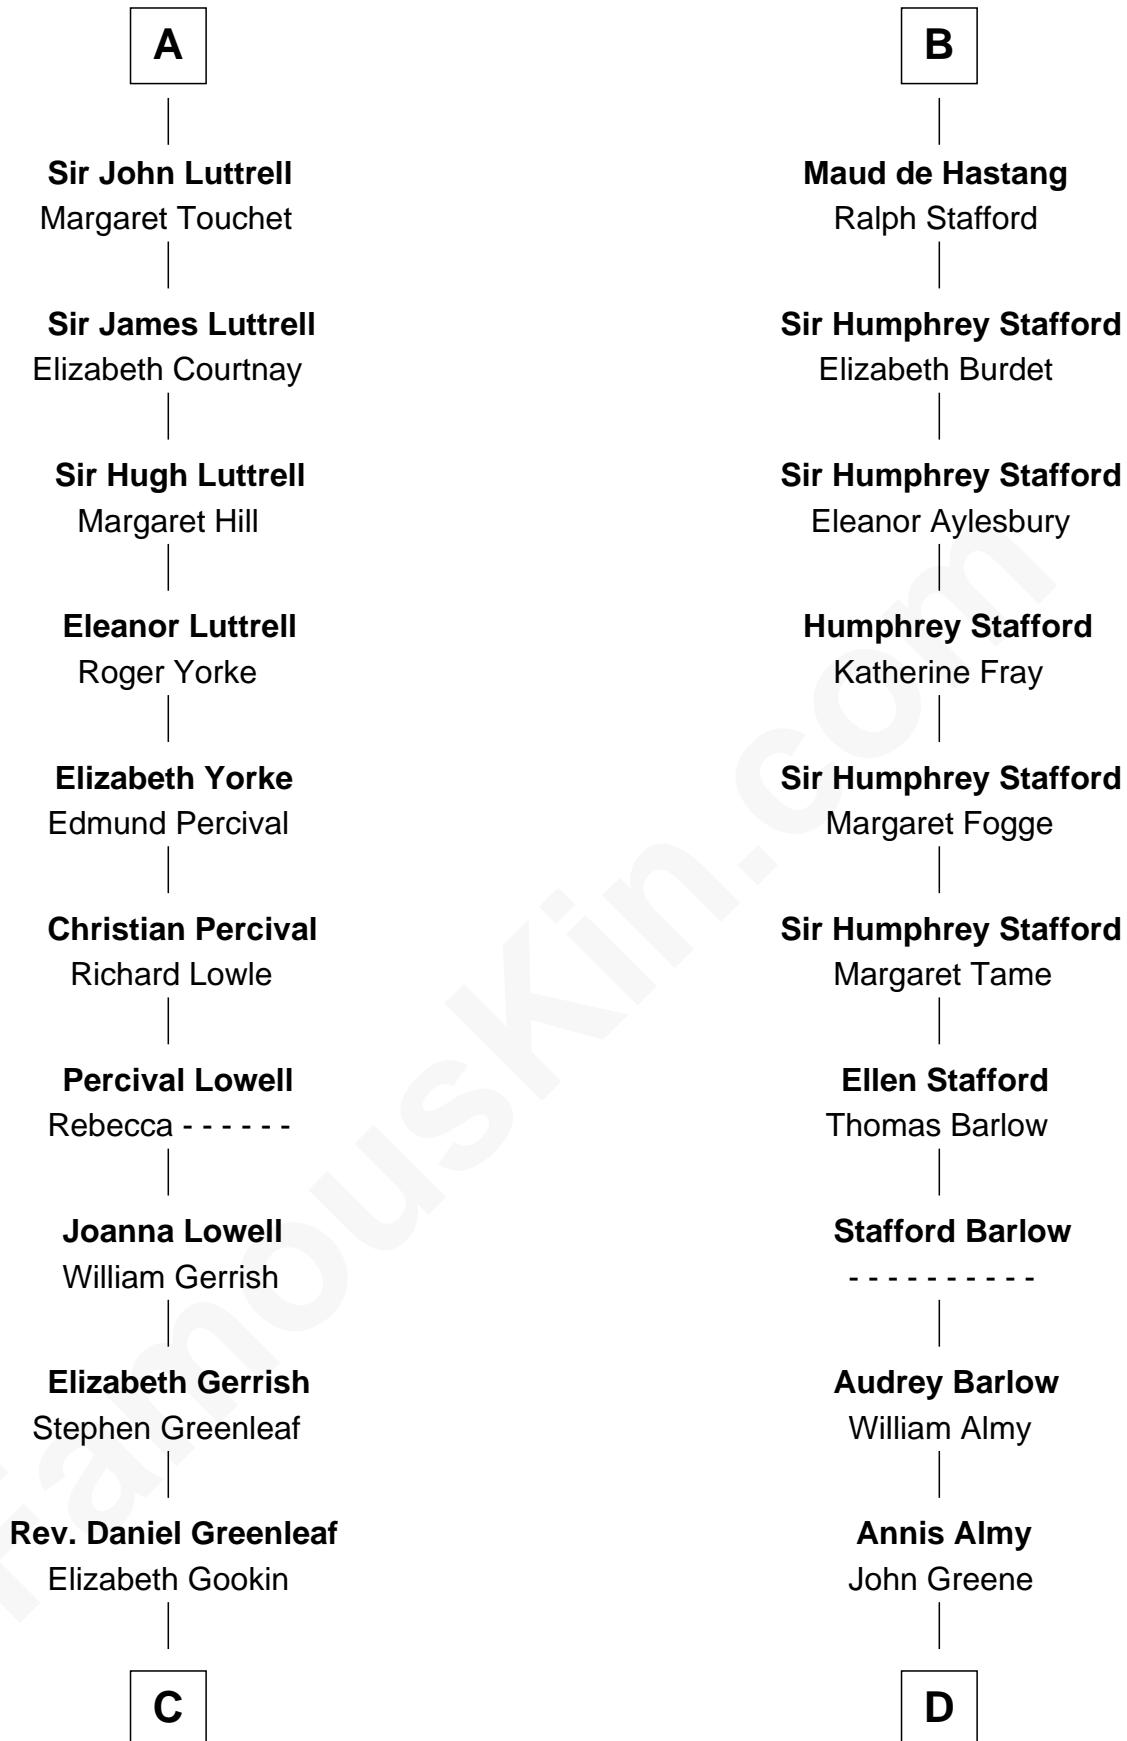 A
Sir John Luttrell
Margaret Touchet
Sir James Luttrell
Elizabeth Courtnay
Sir Hugh Luttrell
Margaret Hill
Eleanor Luttrell
Roger Yorke
Elizabeth Yorke
Edmund Percival
Christian Percival
Richard Lowle
Percival Lowell
Rebecca - - - - - -
Joanna Lowell
William Gerrish
Elizabeth Gerrish
Stephen Greenleaf
Rev. Daniel Greenleaf
Elizabeth Gookin
C
B
Maud de Hastang
Ralph Stafford
Sir Humphrey Stafford
Elizabeth Burdet
Sir Humphrey Stafford
Eleanor Aylesbury
Humphrey Stafford
Katherine Fray
Sir Humphrey Stafford
Margaret Fogge
Sir Humphrey Stafford
Margaret Tame
Ellen Stafford
Thomas Barlow
Stafford Barlow
- - - - - - - - - -
Audrey Barlow
William Almy
Annis Almy
John Greene
D
FamousKin.com